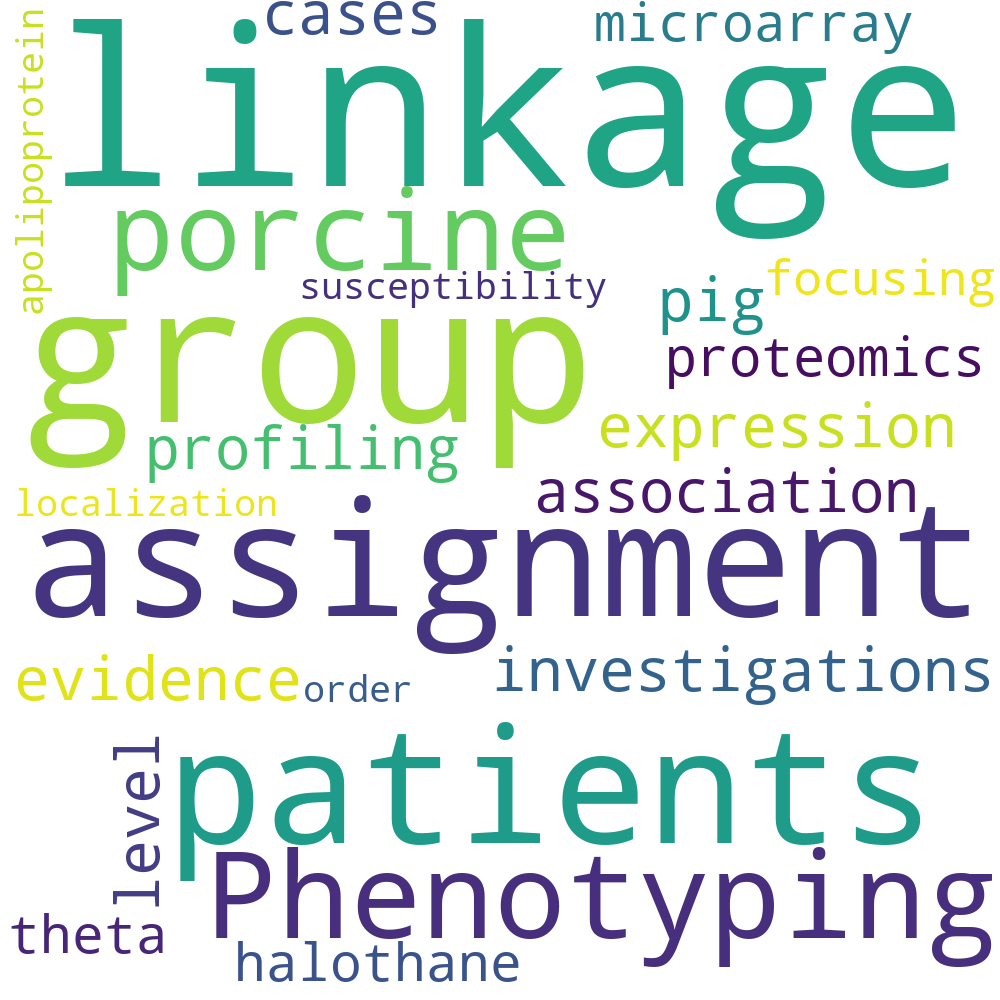 cases
microarray
apolipoprotein
linkage
porcine
susceptibility
focusing
pig
group
proteomics
expression
profiling
association
localization
assignment
investigations
evidence
order
level
patients
Phenotyping
theta
halothane